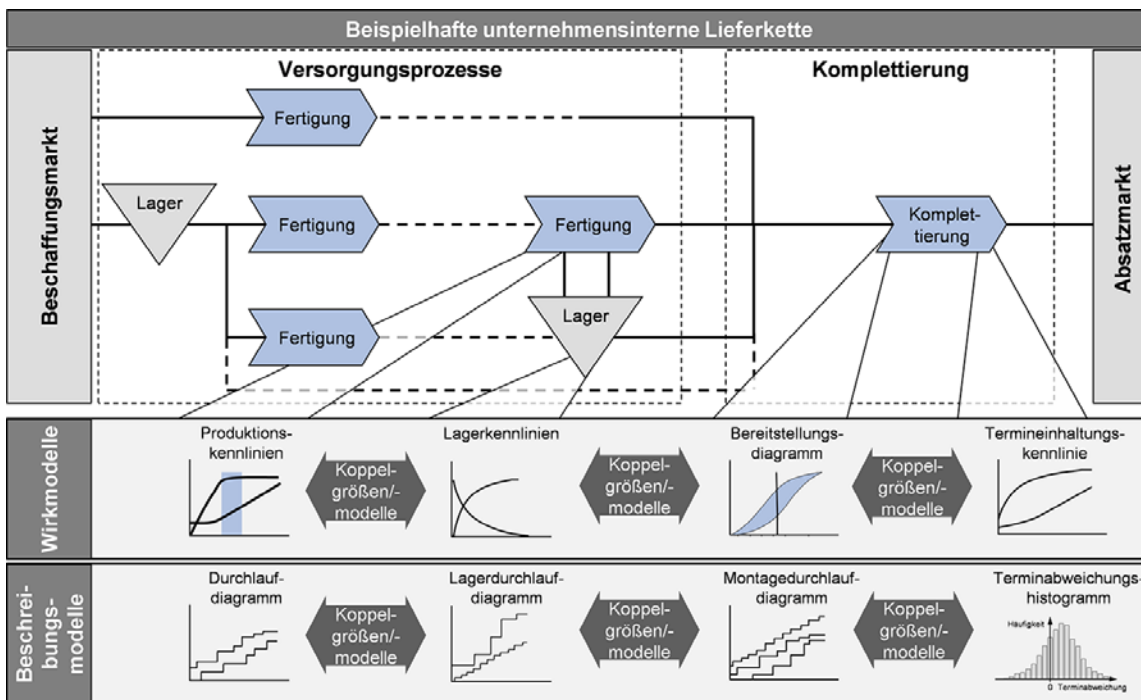 Beispielhafte unternehmensinterne Lieferkette
Beschaffungsmarkt
Versorgungsprozesse
Komplettierung
Absatzmarkt
Fertigung
Lager
Fertigung
Fertigung
Komplet-
tierung
Fertigung
Lager
Wirkmodelle
Produktions-
kennlinien
Koppel-
größen/-
modelle
Lagerkennlinien
Koppel-
größen/-
modelle
Bereitstellungs-
diagramm
Koppel-
größen/-
modelle
Termineinhaltungs-
kennlinie
Beschrei-
bungs-
modelle
Durchlauf-
diagramm
Koppel-
größen/-
modelle
Lagerdurchlauf-
diagramm
Koppel-
größen/-
modelle
Montagedurchlauf-
diagramm
Koppel-
größen/-
modelle
Terminabweichungs-
histogramm
Häufigkeit
0 Terminabweichung